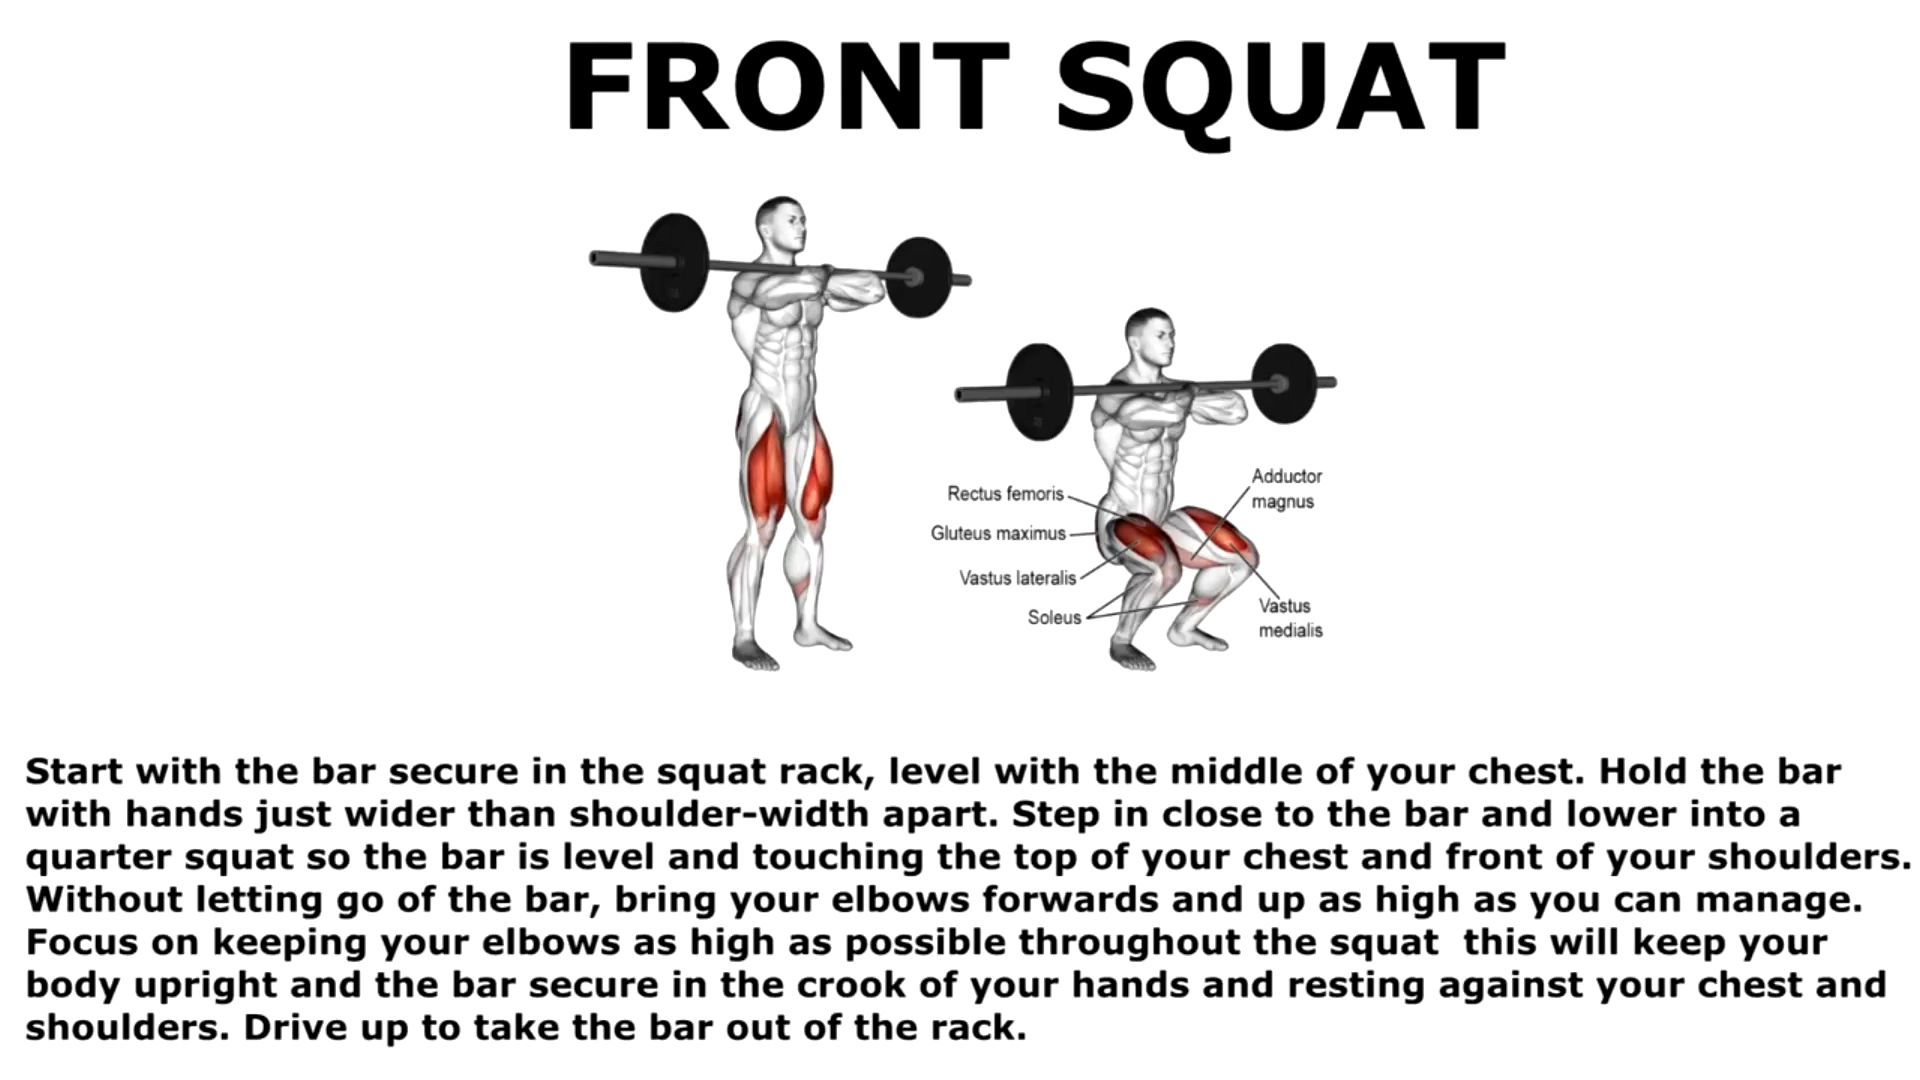 FRONT SQUAT
Rectus femoris
Gluteus maximus
Vastus lateralis
Soleus
Adductor
magnus
Vastus
medialis
Start with the bar secure in the squat rack, level with the middle of your chest. Hold the bar
with hands just wider than shoulder-width apart. Step in close to the bar and lower into a
quarter squat so the bar is level and touching the top of your chest and front of your shoulders.
Without letting go of the bar, bring your elbows forwards and up as high as you can manage.
Focus on keeping your elbows as high as possible throughout the squat  this will keep your
body upright and the bar secure in the crook of your hands and resting against your chest and
shoulders. Drive up to take the bar out of the rack.